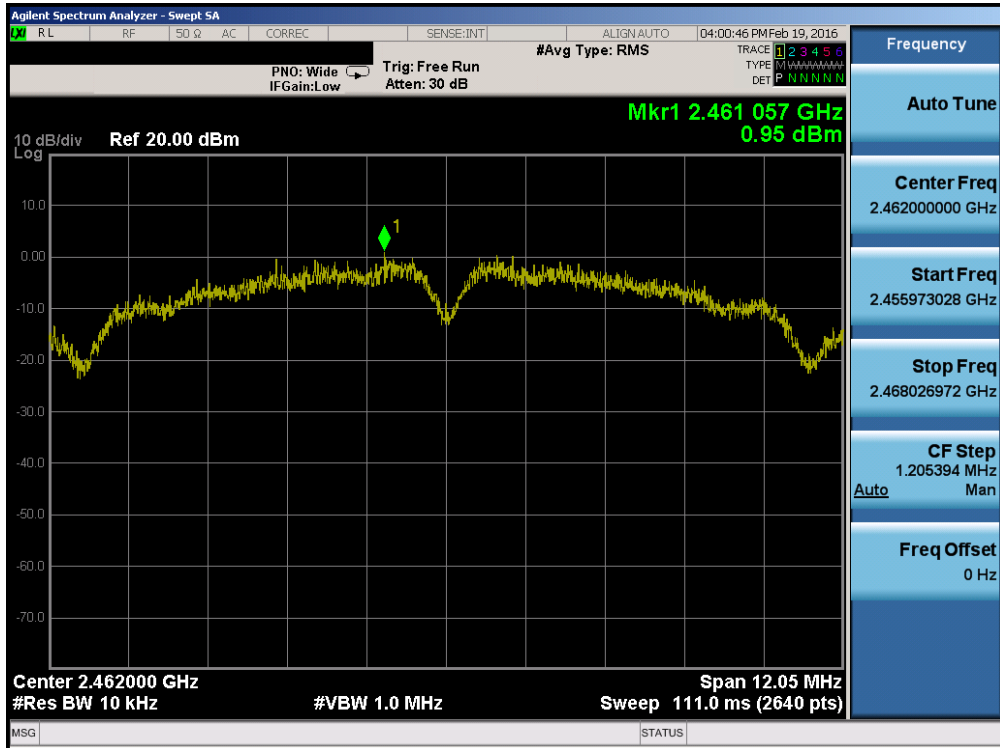 Agilent Spectrum Analyzer - Swept SA
LXI RL RF 50 Ω AC CORREC SENSE:INT ALIGN AUTO 04:00:46 PM Feb 19, 2016
#Avg Type: RMS
TRACE 1 2 3 4 5 6
PNO: Wide Trig: Free Run
TYPE M WWWWW
IFGain:Low Atten: 30 dB
DET P N N N N N
Mkr1 2.461 057 GHz
0.95 dBm
10 dB/div Ref 20.00 dBm
Log
10.0
1
0.00
-10.0
-20.0
-30.0
-40.0
-50.0
-60.0
-70.0
Center 2.462000 GHz Span 12.05 MHz
#Res BW 10 kHz #VBW 1.0 MHz Sweep 111.0 ms (2640 pts)
MSG STATUS
Frequency
Auto Tune
Center Freq
2.462000000 GHz
Start Freq
2.455973028 GHz
Stop Freq
2.468026972 GHz
CF Step
1.205394 MHz
Auto Man
Freq Offset
0 Hz